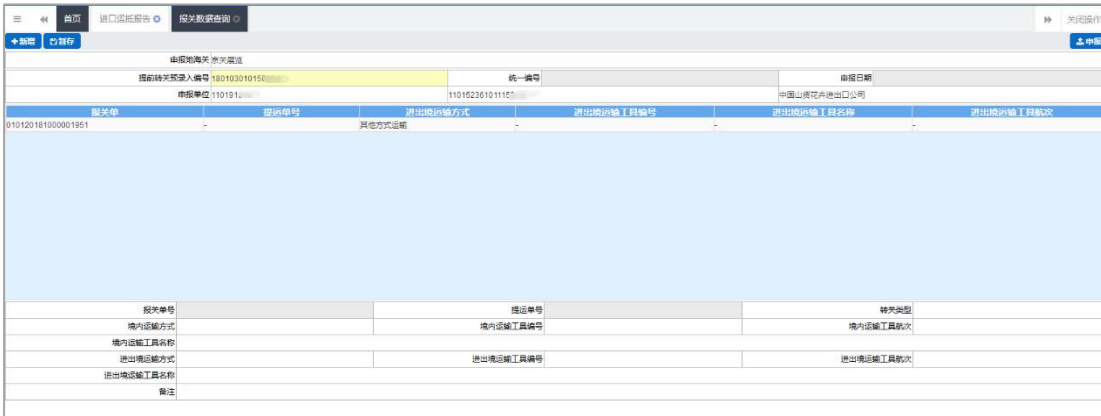 首页 进口运抵报告 报关数据查询 关闭操作
+新增 暂存 申报
申报地海关 京关展览
提前转关预录入编号 180103010150 统一编号 申报日期
申报单位 110191 110152361011155 中国山货花卉进出口公司
报关单 提运单号 进出境运输方式 进出境运输工具编号 进出境运输工具名称 进出境运输工具航次
010120181000001951 - 其他方式运输 - - -
报关单号 提运单号 转关类型
境内运输方式 境内运输工具编号 境内运输工具航次
境内运输工具名称
进出境运输方式 进出境运输工具编号 进出境运输工具航次
进出境运输工具名称
备注